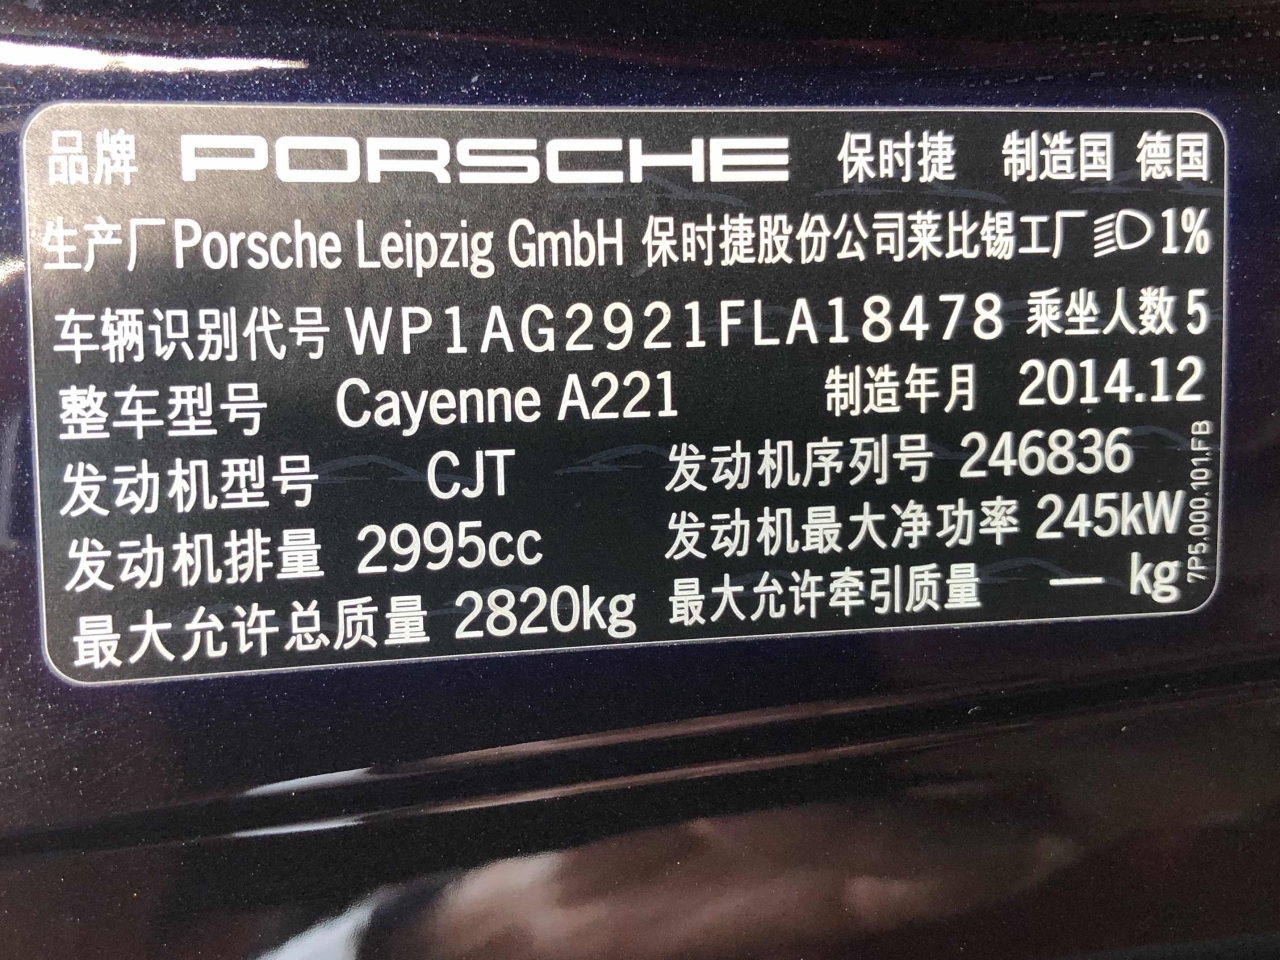 品牌 PORSCHE 保时捷 制造国 德国
生产厂 Porsche Leipzig GmbH 保时捷股份公司莱比锡工厂 1%
车辆识别代号 WP1AG2921FLA18478 乘坐人数 5
整车型号 Cayenne A221 制造年月 2014.12
发动机型号 CJT 发动机序列号 246836
发动机排量 2995cc 发动机最大净功率 245kW
最大允许总质量 2820kg 最大允许牵引质量 — kg
7P5.000.101.FB